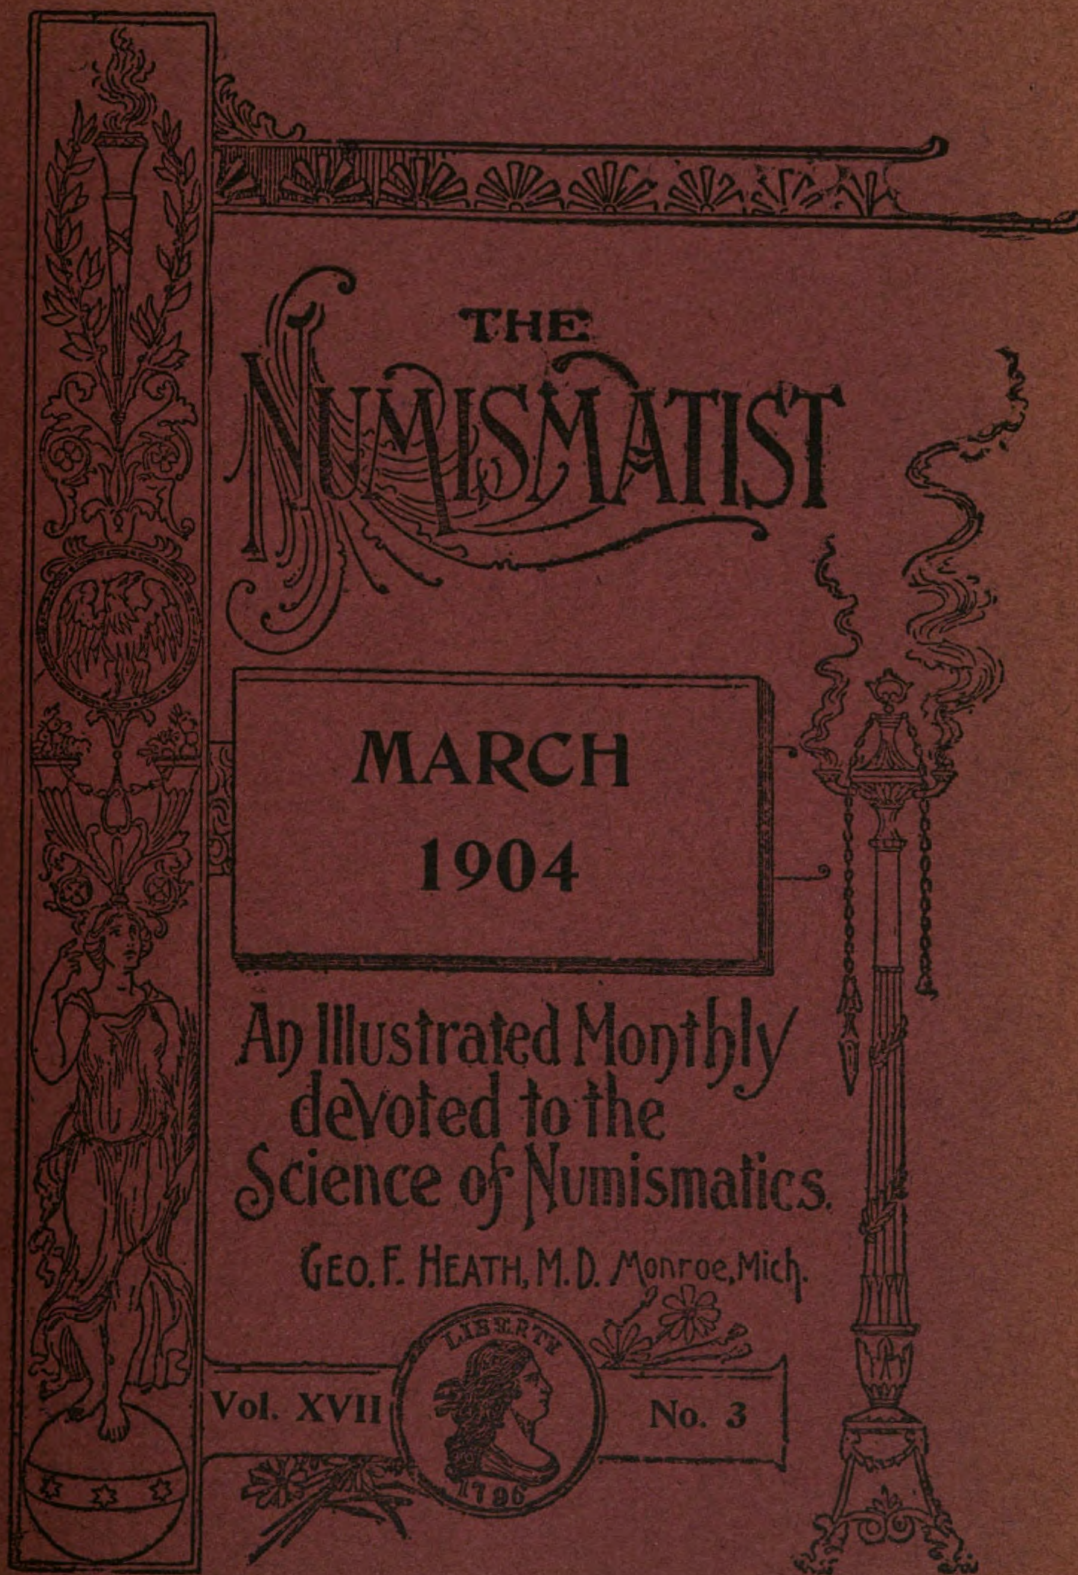 THE
NUMISMATIST
MARCH
1904
An Illustrated Monthly
devoted to the
Science of Numismatics.
GEO. F. HEATH, M.D. Monroe, Mich.
LIBERTY
Vol. XVII
No. 3
1796